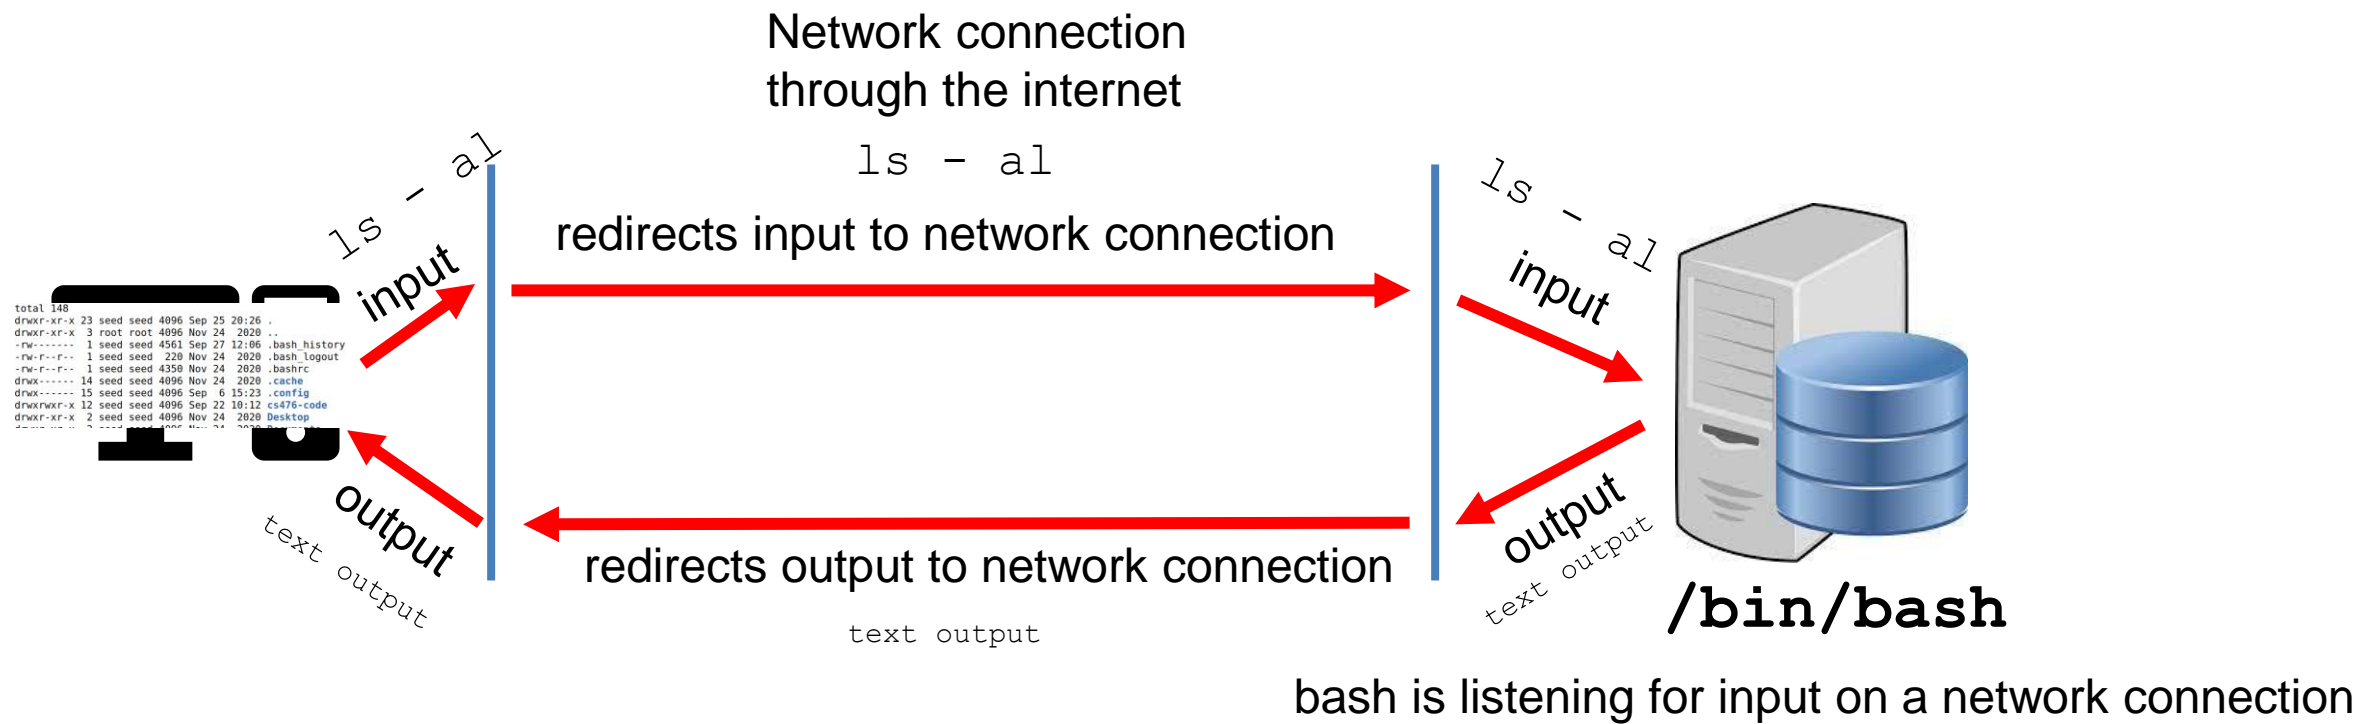 Network connection
through the internet
ls - al
ls - al
ls - al
redirects input to network connection
input
input
total 148
drwxr-xr-x 23 seed seed 4096 Sep 25 20:26 .
drwxr-xr-x 3 root root 4096 Nov 24 2020 ..
-rw------- 1 seed seed 4561 Sep 27 12:06 .bash_history
-rw-r--r-- 1 seed seed 220 Nov 24 2020 .bash_logout
-rw-r--r-- 1 seed seed 4350 Nov 24 2020 .bashrc
drwx------ 14 seed seed 4096 Nov 24 2020 .cache
drwx------ 15 seed seed 4096 Sep 6 15:23 .config
drwxrwxr-x 12 seed seed 4096 Sep 22 10:12 cs476-code
drwxr-xr-x 2 seed seed 4096 Nov 24 2020 Desktop
output
text output
redirects output to network connection
text output
output
text output
/bin/bash
bash is listening for input on a network connection